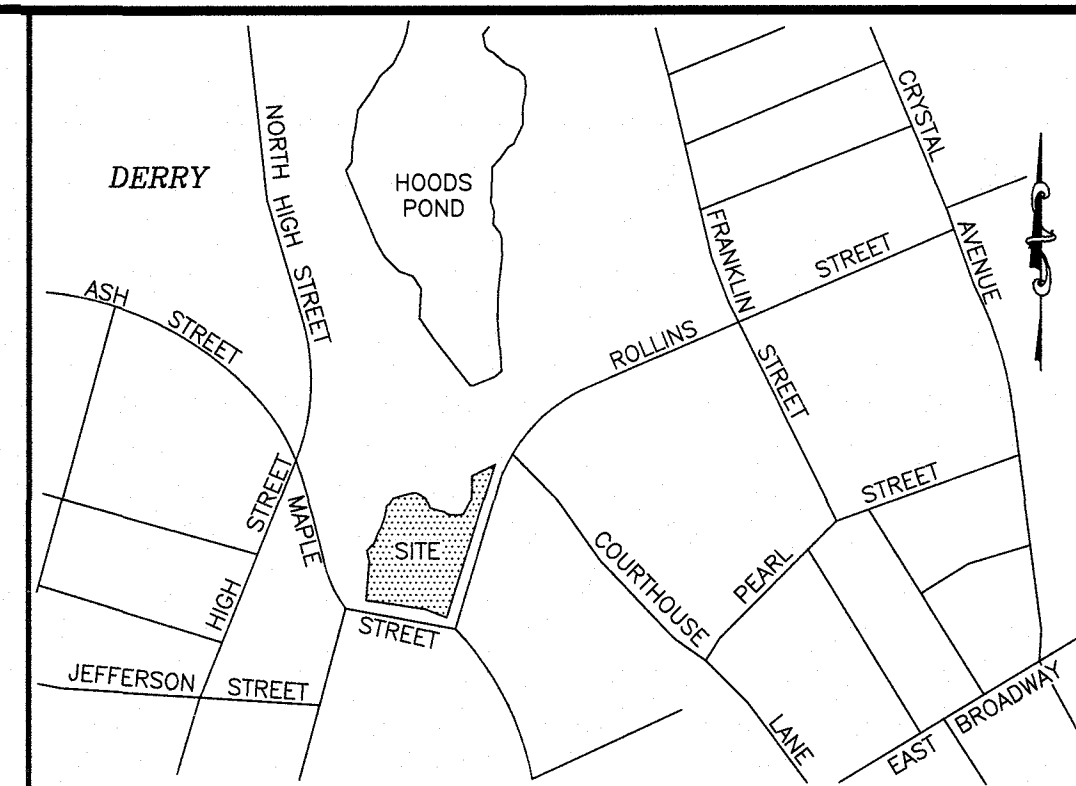 DERRY
NORTH HIGH STREET
HOODS
POND
CRYSTAL
AVENUE
ASH
STREET
FRANKLIN
STREET
ROLLINS
STREET
HIGH
STREET
MAPLE
STREET
SITE
COURTHOUSE
LANE
PEARL
STREET
JEFFERSON STREET
EAST BROADWAY